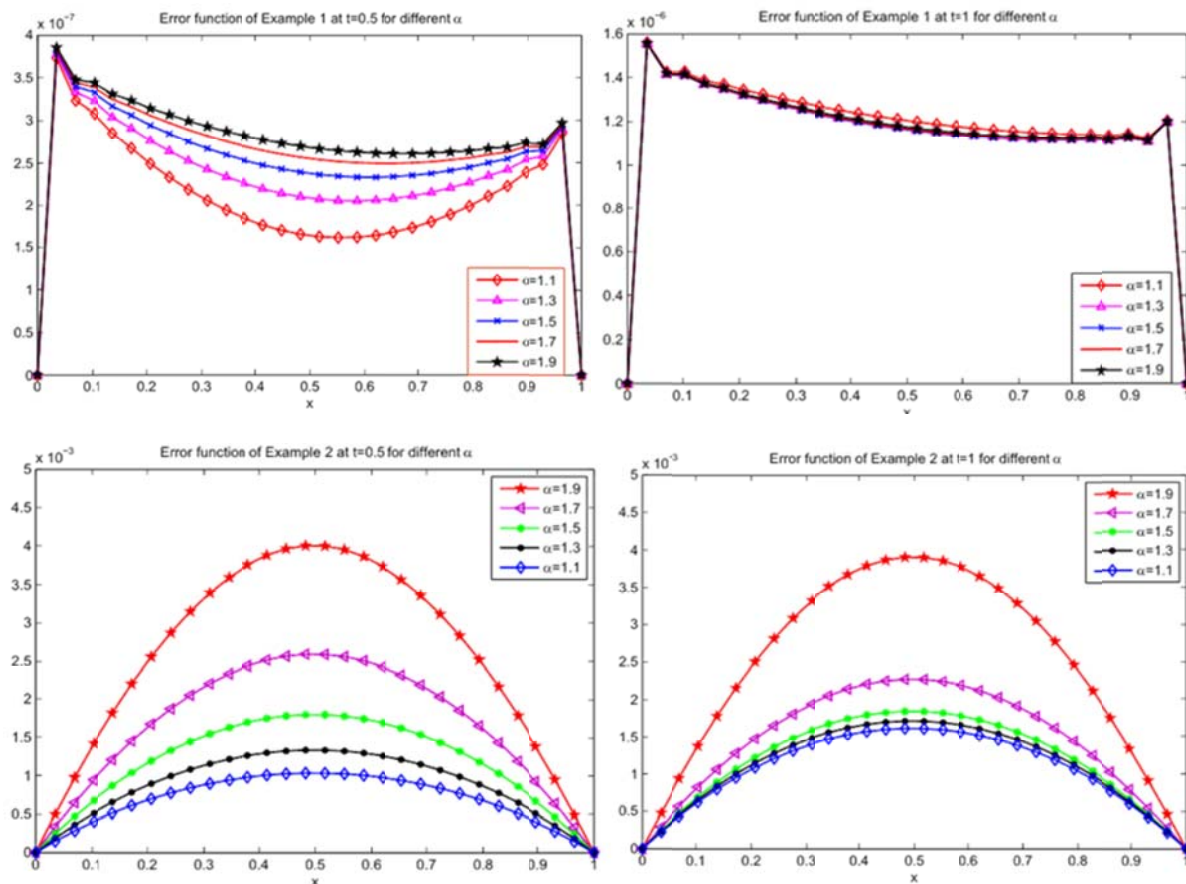 Error function of Example 1 at t=0.5 for different α
x 10⁻⁷
4
3.5
3
2.5
2
1.5
1
0.5
0
0 0.1 0.2 0.3 0.4 0.5 0.6 0.7 0.8 0.9 1
x
α=1.1
α=1.3
α=1.5
α=1.7
α=1.9
Error function of Example 1 at t=1 for different α
x 10⁻⁶
1.6
1.4
1.2
1
0.8
0.6
0.4
0.2
0
0 0.1 0.2 0.3 0.4 0.5 0.6 0.7 0.8 0.9 1
α=1.1
α=1.3
α=1.5
α=1.7
α=1.9
Error function of Example 2 at t=0.5 for different α
x 10⁻³
5
4.5
4
3.5
3
2.5
2
1.5
1
0.5
0
0 0.1 0.2 0.3 0.4 0.5 0.6 0.7 0.8 0.9 1
x
α=1.9
α=1.7
α=1.5
α=1.3
α=1.1
Error function of Example 2 at t=1 for different α
x 10⁻³
5
4.5
4
3.5
3
2.5
2
1.5
1
0.5
0
0 0.1 0.2 0.3 0.4 0.5 0.6 0.7 0.8 0.9 1
x
α=1.9
α=1.7
α=1.5
α=1.3
α=1.1